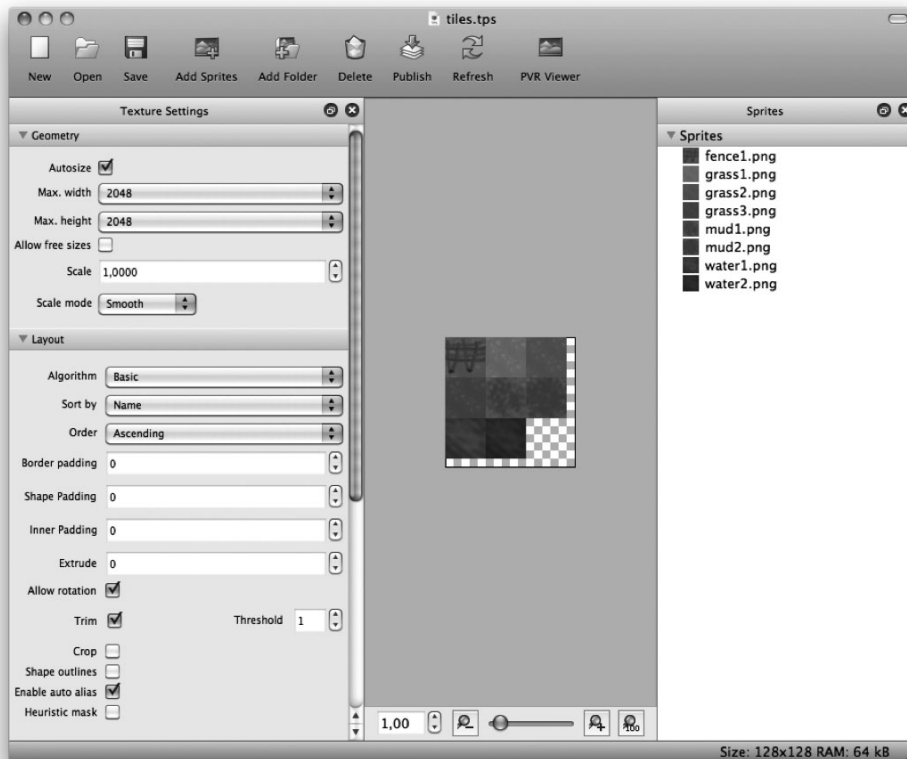 tiles.tps
New Open Save Add Sprites Add Folder Delete Publish Refresh PVR Viewer
Texture Settings
Geometry
Autosize
Max. width 2048
Max. height 2048
Allow free sizes
Scale 1,0000
Scale mode Smooth
Layout
Algorithm Basic
Sort by Name
Order Ascending
Border padding 0
Shape Padding 0
Inner Padding 0
Extrude 0
Allow rotation
Trim Threshold 1
Crop
Shape outlines
Enable auto alias
Heuristic mask
1,00
100
Sprites
Sprites
fence1.png
grass1.png
grass2.png
grass3.png
mud1.png
mud2.png
water1.png
water2.png
Size: 128x128 RAM: 64 kB